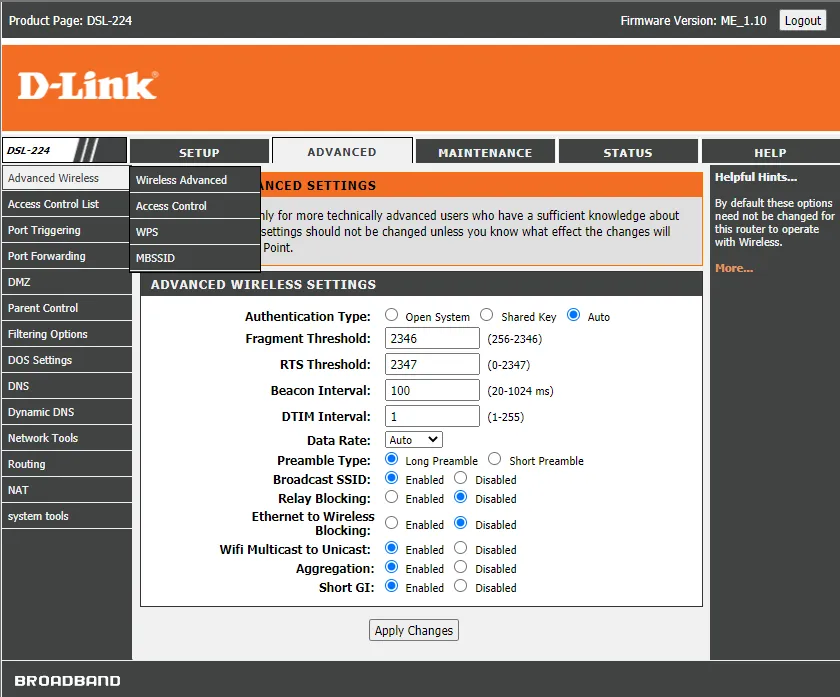 Product Page: DSL-224
Firmware Version: ME_1.10
Logout
D-Link
DSL-224
SETUP
ADVANCED
MAINTENANCE
STATUS
HELP
Advanced Wireless
Access Control List
Port Triggering
Port Forwarding
DMZ
Parent Control
Filtering Options
DOS Settings
DNS
Dynamic DNS
Network Tools
Routing
NAT
system tools
Wireless Advanced
Access Control
WPS
MBSSID
ANCED SETTINGS
nly for more technically advanced users who have a sufficient knowledge about
settings should not be changed unless you know what effect the changes will
Point.
ADVANCED WIRELESS SETTINGS
Authentication Type: Open System Shared Key Auto
Fragment Threshold: 2346 (256-2346)
RTS Threshold: 2347 (0-2347)
Beacon Interval: 100 (20-1024 ms)
DTIM Interval: 1 (1-255)
Data Rate: Auto
Preamble Type: Long Preamble Short Preamble
Broadcast SSID: Enabled Disabled
Relay Blocking: Enabled Disabled
Ethernet to Wireless
Blocking: Enabled Disabled
Wifi Multicast to Unicast: Enabled Disabled
Aggregation: Enabled Disabled
Short GI: Enabled Disabled
Apply Changes
Helpful Hints...
By default these options
need not be changed for
this router to operate
with Wireless.
More...
BROADBAND